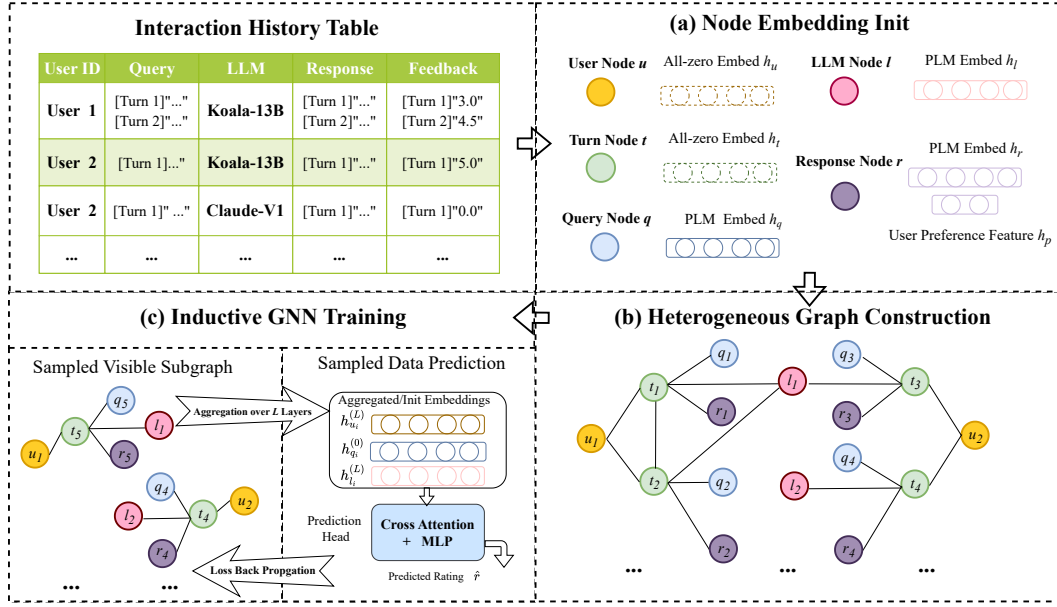 Interaction History Table
User ID Query LLM Response Feedback
User 1 [Turn 1]"..." Koala-13B [Turn 1]"..." [Turn 1]"3.0"
[Turn 2]"..." [Turn 2]"..." [Turn 2]"4.5"
User 2 [Turn 1]..." Koala-13B [Turn 1]"..." [Turn 1]"5.0"
User 2 [Turn 1]" ..." Claude-V1 [Turn 1]"..." [Turn 1]"0.0"
... ... ... ... ...
(a) Node Embedding Init
User Node u All-zero Embed h_u LLM Node l PLM Embed h_l
Turn Node t All-zero Embed h_t Response Node r PLM Embed h_r
Query Node q PLM Embed h_q User Preference Feature h_p
(c) Inductive GNN Training
Sampled Visible Subgraph
q5
t5 l1
u1 r5
q4
l2 t4 u2
r4
... ...
Aggregation over L Layers
Loss Back Propgation
Sampled Data Prediction
Aggregated/Init Embeddings
h_{u_i}^{(L)}
h_{q_i}^{(0)}
h_{l_i}^{(L)}
Prediction
Head
Cross Attention
+ MLP
Predicted Rating r̂
(b) Heterogeneous Graph Construction
q1 q3
t1 l1 t3
r1 r3
u1 u2
q4
t2 q2 l2 t4
r2 r4
... ... ...